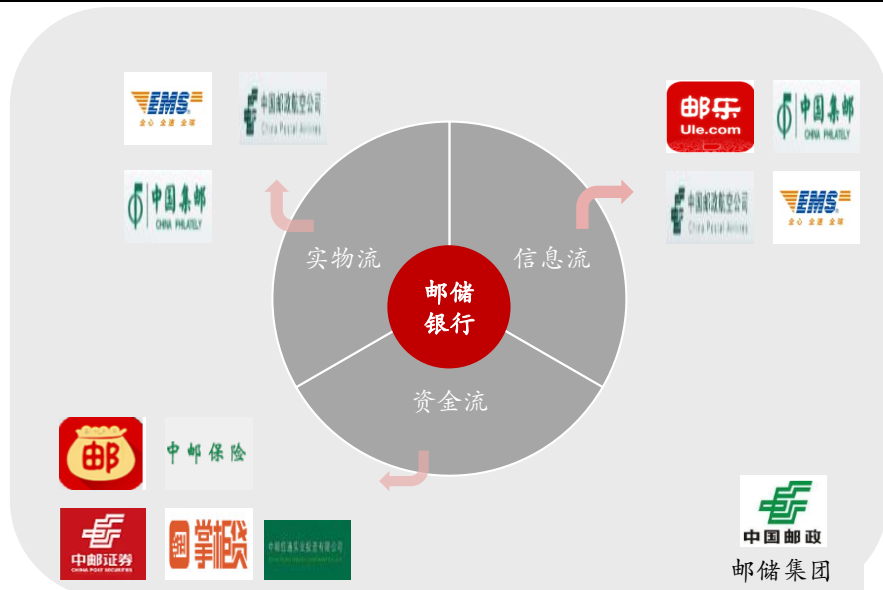 EMS
全心 全速 全球
中国邮政航空公司
China Postal Airlines
中国集邮
CHINA PHILATELY
邮乐
Ule.com
中国集邮
CHINA PHILATELY
中国邮政航空公司
China Postal Airlines
EMS
全心 全速 全球
实物流
信息流
邮储
银行
资金流
邮
中邮保险
中邮证券
CHINA POST SECURITIES
掌柜贷
中国邮政
邮储集团